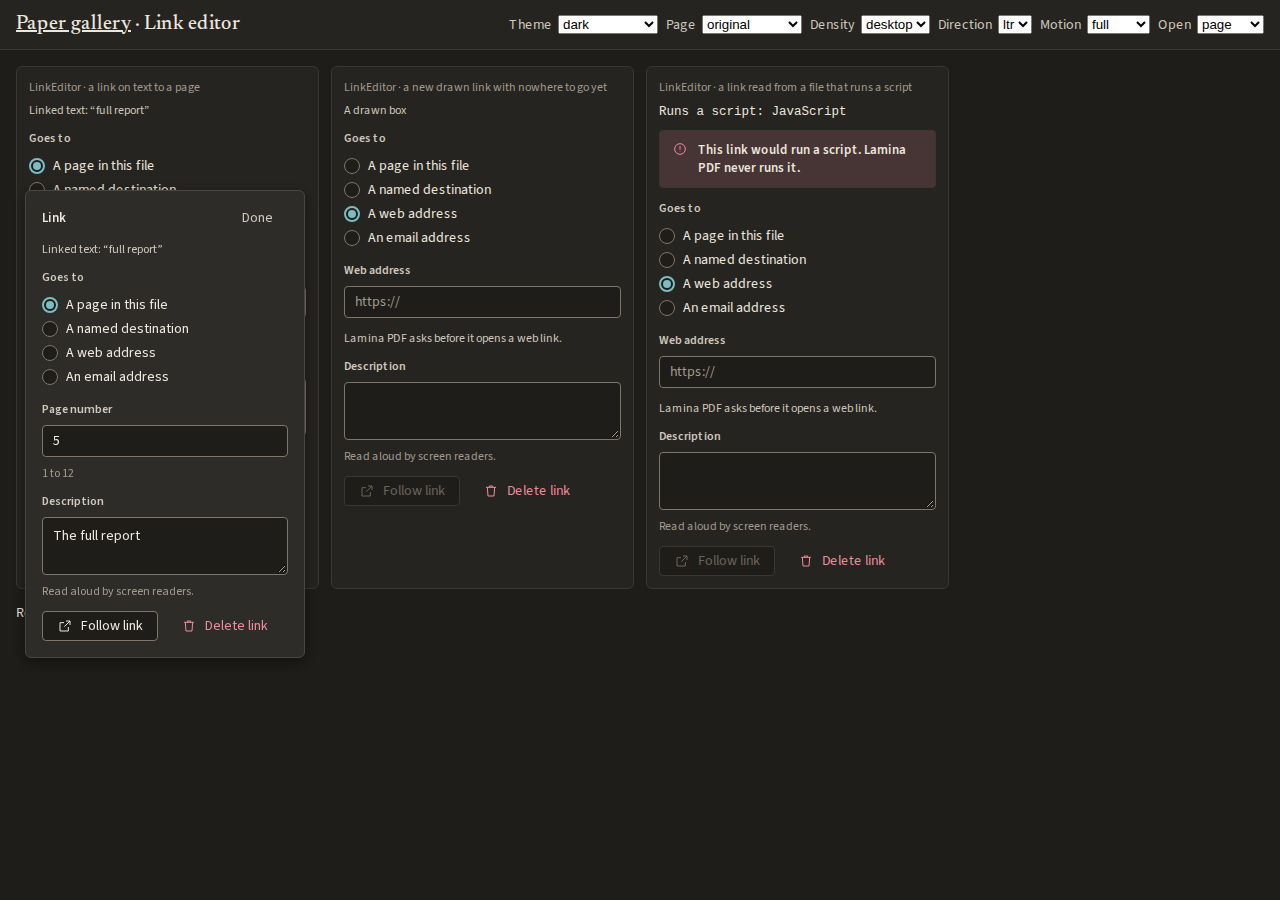 Paper gallery · Link editor
Theme dark Page original Density desktop Direction ltr Motion full Open page
LinkEditor · a link on text to a page
Linked text: “full report”
Goes to
A page in this file
A named destination
Link Done
Linked text: “full report”
Goes to
A page in this file
A named destination
A web address
An email address
Page number
5
1 to 12
Description
The full report
Read aloud by screen readers.
Follow link Delete link
LinkEditor · a new drawn link with nowhere to go yet
A drawn box
Goes to
A page in this file
A named destination
A web address
An email address
Web address
https://
Lamina PDF asks before it opens a web link.
Description
Read aloud by screen readers.
Follow link Delete link
LinkEditor · a link read from a file that runs a script
Runs a script: JavaScript
This link would run a script. Lamina
PDF never runs it.
Goes to
A page in this file
A named destination
A web address
An email address
Web address
https://
Lamina PDF asks before it opens a web link.
Description
Read aloud by screen readers.
Follow link Delete link